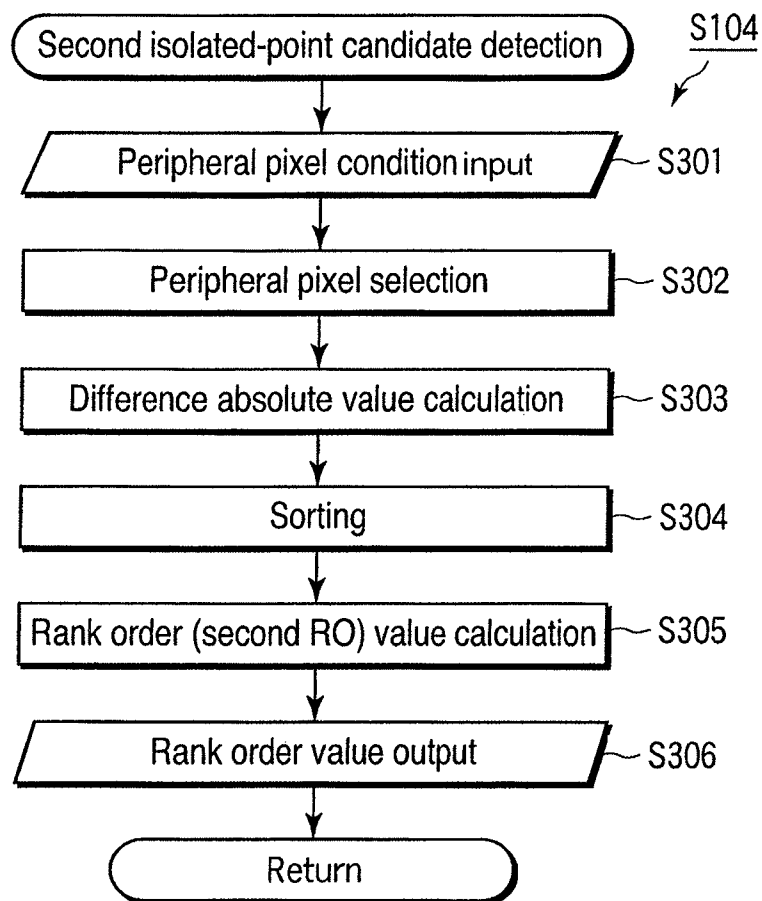 Second isolated-point candidate detection
S104
Peripheral pixel condition input
S301
Peripheral pixel selection
S302
Difference absolute value calculation
S303
Sorting
S304
Rank order (second RO) value calculation
S305
Rank order value output
S306
Return